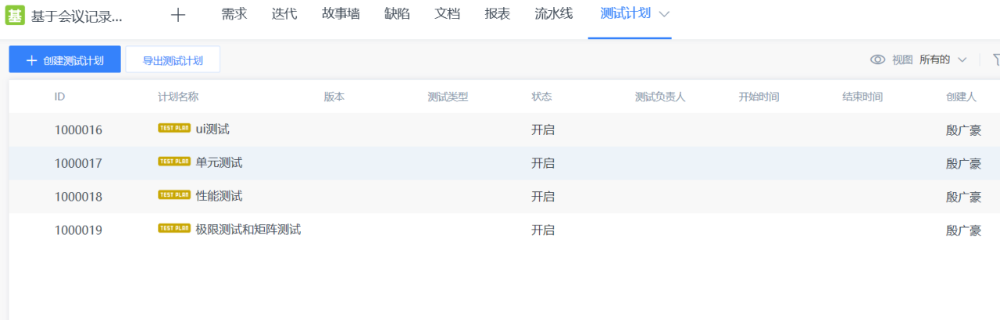 基 基于会议记录... 需求 迭代 故事墙 缺陷 文档 报表 流水线 测试计划
创建测试计划 导出测试计划 视图 所有的
ID 计划名称 版本 测试类型 状态 测试负责人 开始时间 结束时间 创建人
1000016 TEST PLAN ui测试 开启 殷广豪
1000017 TEST PLAN 单元测试 开启 殷广豪
1000018 TEST PLAN 性能测试 开启 殷广豪
1000019 TEST PLAN 极限测试和矩阵测试 开启 殷广豪